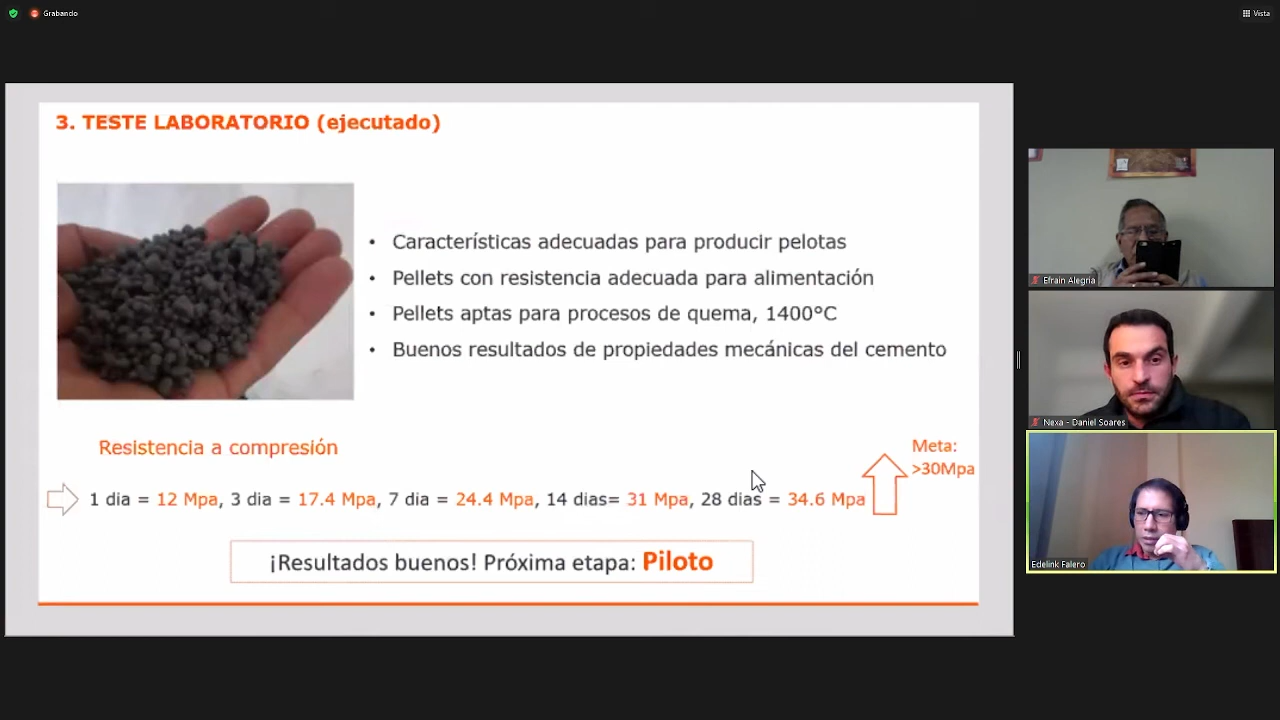 Grabando
Vista
3. TESTE LABORATORIO (ejecutado)
• Características adecuadas para producir pelotas
• Pellets con resistencia adecuada para alimentación
• Pellets aptas para procesos de quema, 1400°C
• Buenos resultados de propiedades mecánicas del cemento
Resistencia a compresión
Meta:
>30Mpa
1 dia = 12 Mpa, 3 dia = 17.4 Mpa, 7 dia = 24.4 Mpa, 14 dias= 31 Mpa, 28 dias = 34.6 Mpa
¡Resultados buenos! Próxima etapa: Piloto
Efrain Alegria
Nexa - Daniel Soares
Edelink Falero